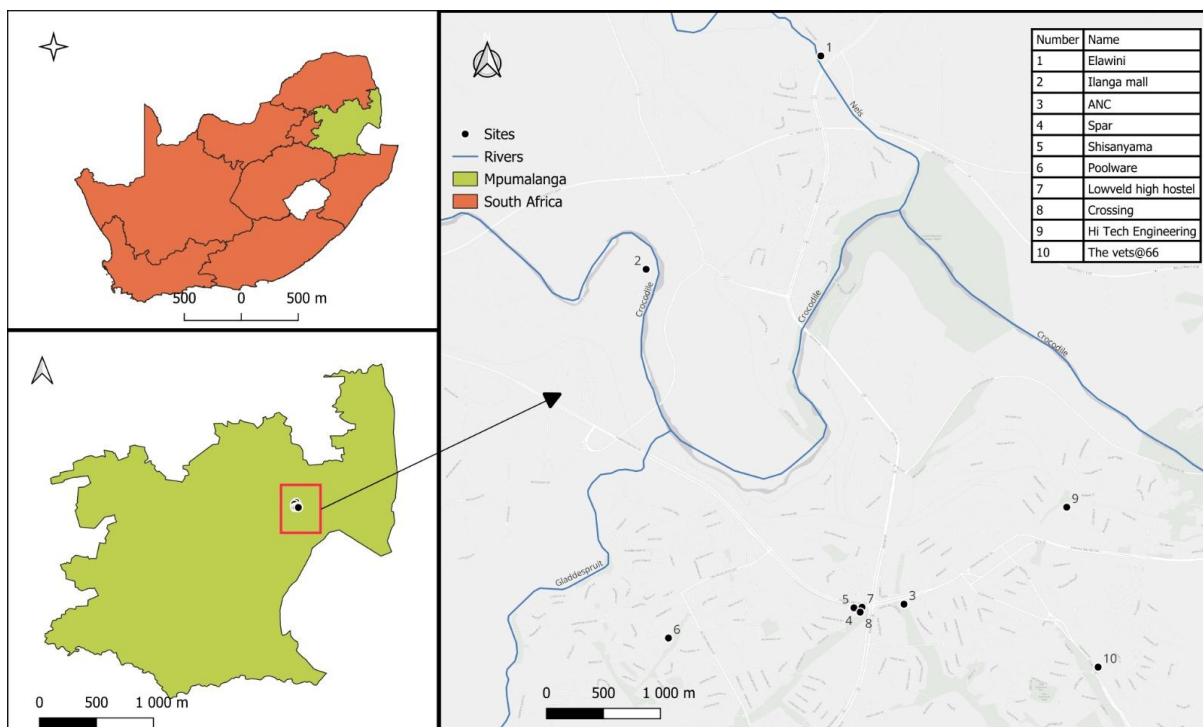 500 0 500 m
0 500 1 000 m
N
Sites
Rivers
Mpumalanga
South Africa
Number Name
1 Elawini
2 Ilanga mall
3 ANC
4 Spar
5 Shisanyama
6 Poolware
7 Lowveld high hostel
8 Crossing
9 Hi Tech Engineering
10 The vets@66
1
Nels
2
Crocodile
Crocodile
Crocodile
9
Gladdespruit
5 7 3
4 8
6
10
0 500 1 000 m